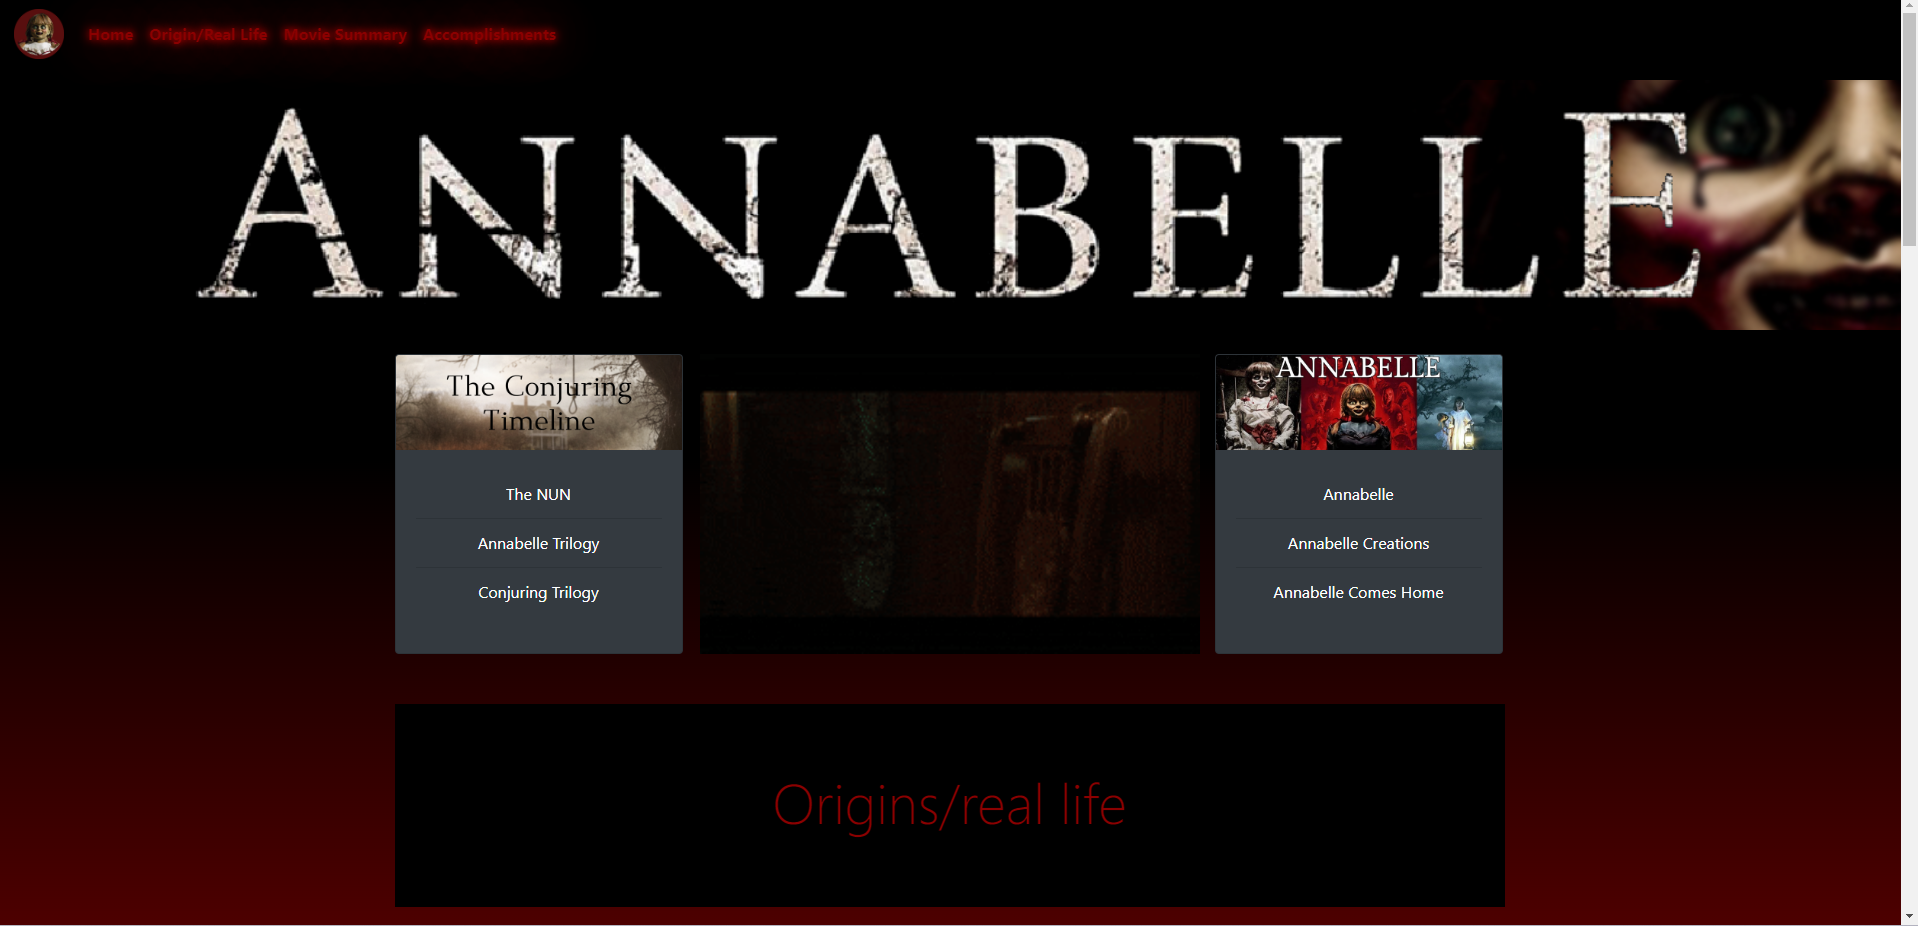 Home Origin/Real Life Movie Summary Accomplishments
ANNABELLE
The Conjuring
Timeline
The NUN
Annabelle Trilogy
Conjuring Trilogy
ANNABELLE
Annabelle
Annabelle Creations
Annabelle Comes Home
Origins/real life